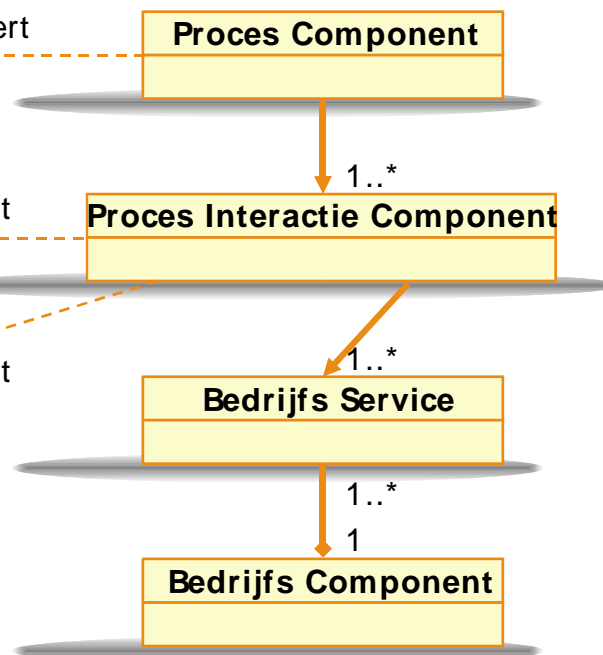 ert
Proces Component
1..*
t
Proces Interactie Component
1..*
t
Bedrijfs Service
1..*
1
Bedrijfs Component